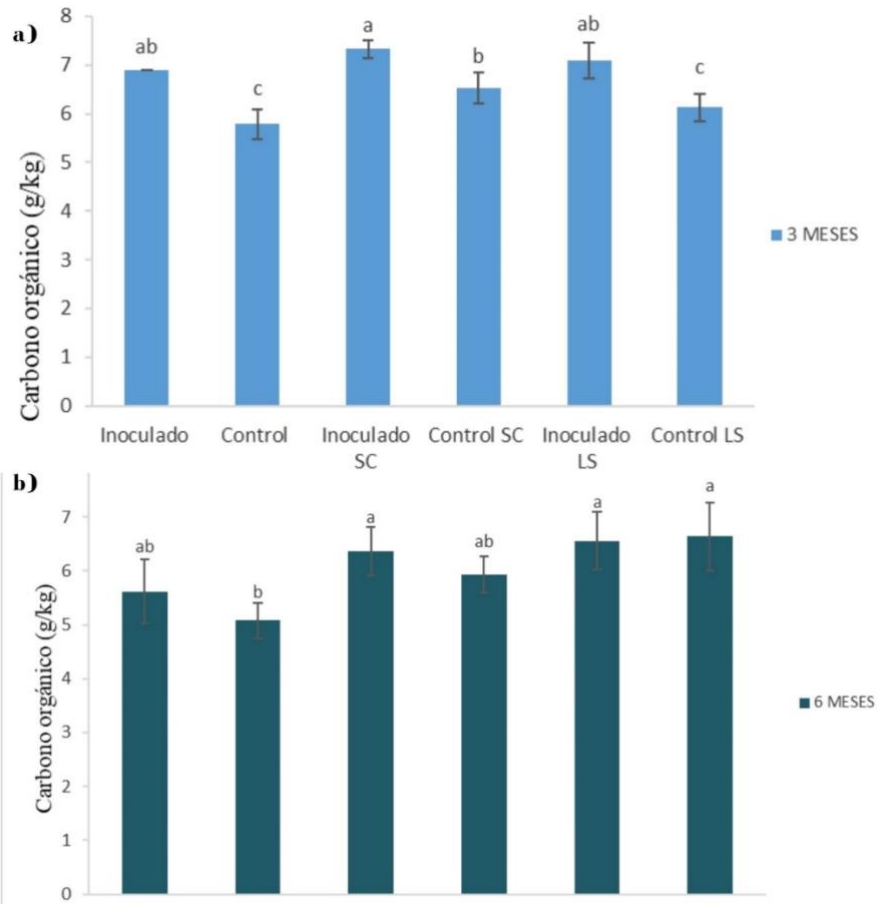 a)
Carbono orgánico (g/kg)
8
7
6
5
4
3
2
1
0
ab
c
a
b
ab
c
Inoculado
Control
Inoculado
SC
Control SC
Inoculado
LS
Control LS
3 MESES
b)
Carbono orgánico (g/kg)
7
6
5
4
3
2
1
0
ab
b
a
ab
a
a
6 MESES